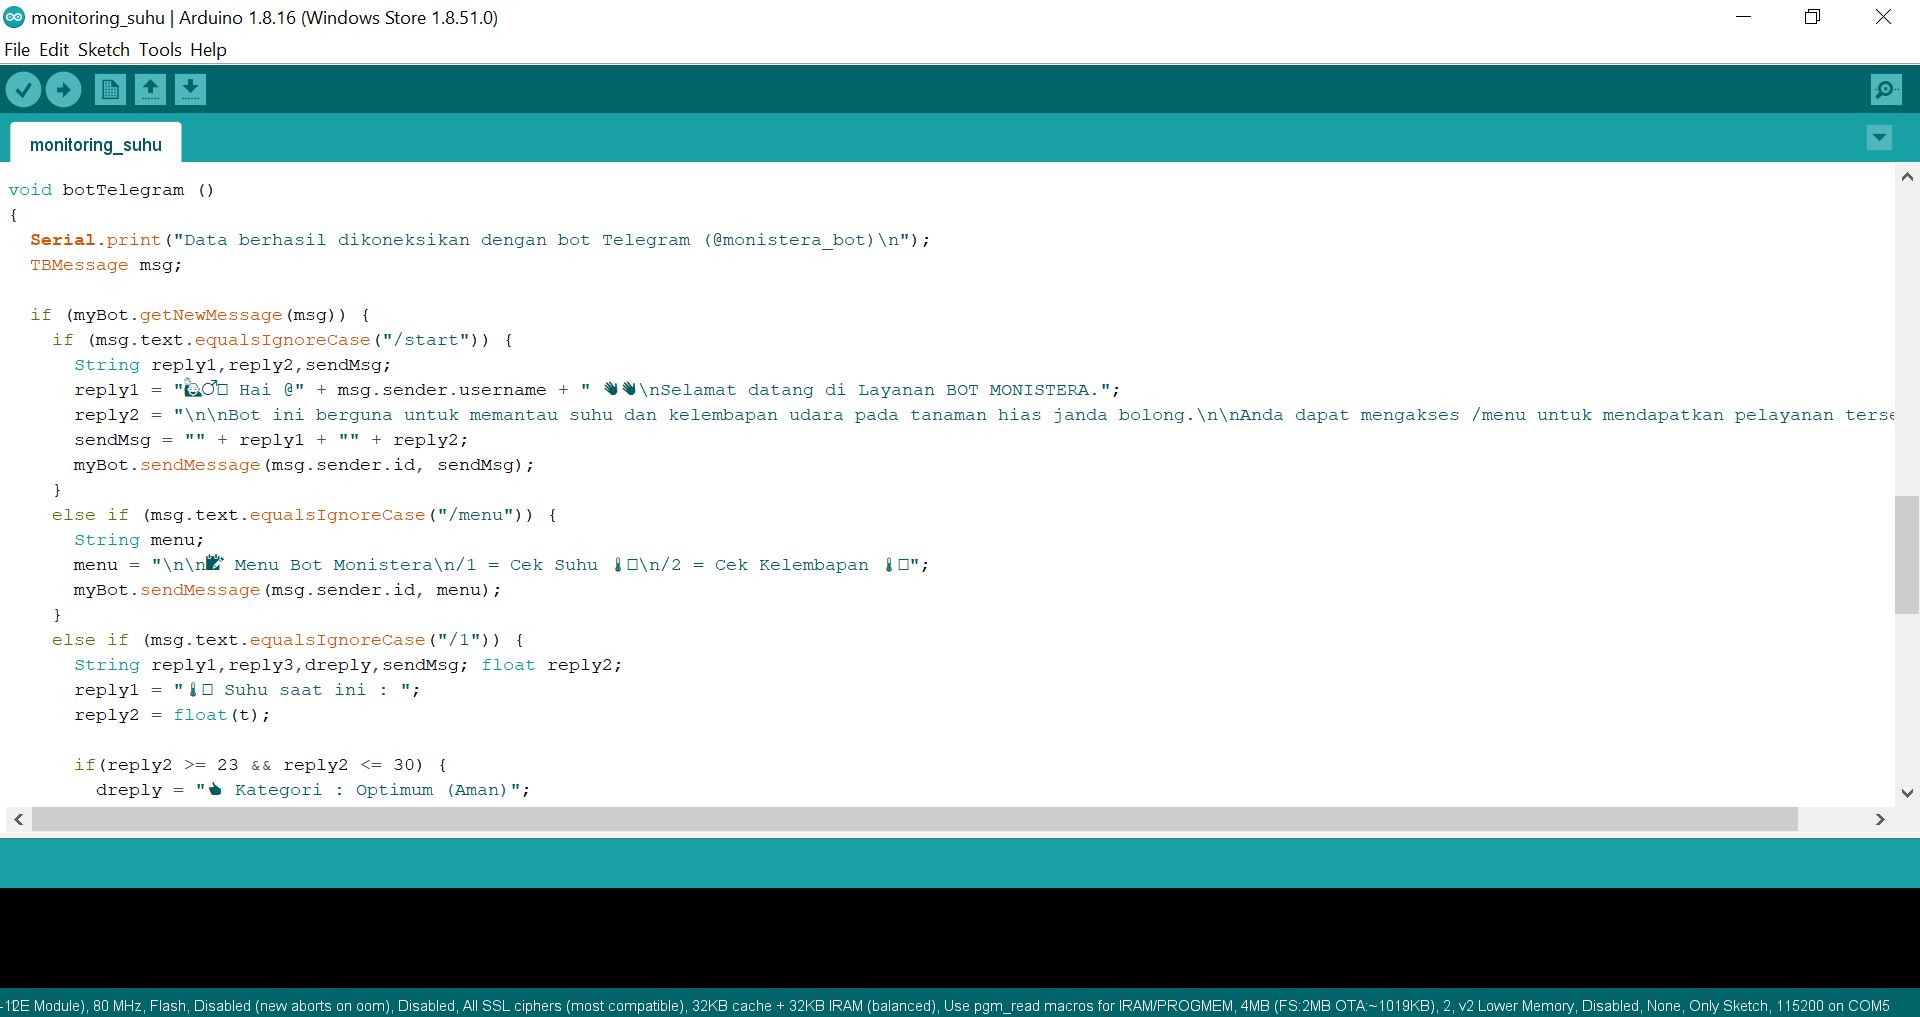 monitoring_suhu | Arduino 1.8.16 (Windows Store 1.8.51.0)
File Edit Sketch Tools Help
monitoring_suhu
void botTelegram ()
{
Serial.print("Data berhasil dikoneksikan dengan bot Telegram (@monistera_bot)\n");
TBMessage msg;
if (myBot.getNewMessage(msg)) {
if (msg.text.equalsIgnoreCase("/start")) {
String reply1,reply2,sendMsg;
reply1 = "🙋♂□ Hai @" + msg.sender.username + " 👋👋\nSelamat datang di Layanan BOT MONISTERA.";
reply2 = "\n\nBot ini berguna untuk memantau suhu dan kelembapan udara pada tanaman hias janda bolong.\n\nAnda dapat mengakses /menu untuk mendapatkan pelayanan terse
sendMsg = "" + reply1 + "" + reply2;
myBot.sendMessage(msg.sender.id, sendMsg);
}
else if (msg.text.equalsIgnoreCase("/menu")) {
String menu;
menu = "\n\n📝 Menu Bot Monistera\n/1 = Cek Suhu 🌡□\n/2 = Cek Kelembapan 🌡□";
myBot.sendMessage(msg.sender.id, menu);
}
else if (msg.text.equalsIgnoreCase("/1")) {
String reply1,reply3,dreply,sendMsg; float reply2;
reply1 = "🌡□ Suhu saat ini : ";
reply2 = float(t);
if(reply2 >= 23 && reply2 <= 30) {
dreply = "👍 Kategori : Optimum (Aman)";
-12E Module), 80 MHz, Flash, Disabled (new aborts on oom), Disabled, All SSL ciphers (most compatible), 32KB cache + 32KB IRAM (balanced), Use pgm_read macros for IRAM/PROGMEM, 4MB (FS:2MB OTA:~1019KB), 2, v2 Lower Memory, Disabled, None, Only Sketch, 115200 on COM5